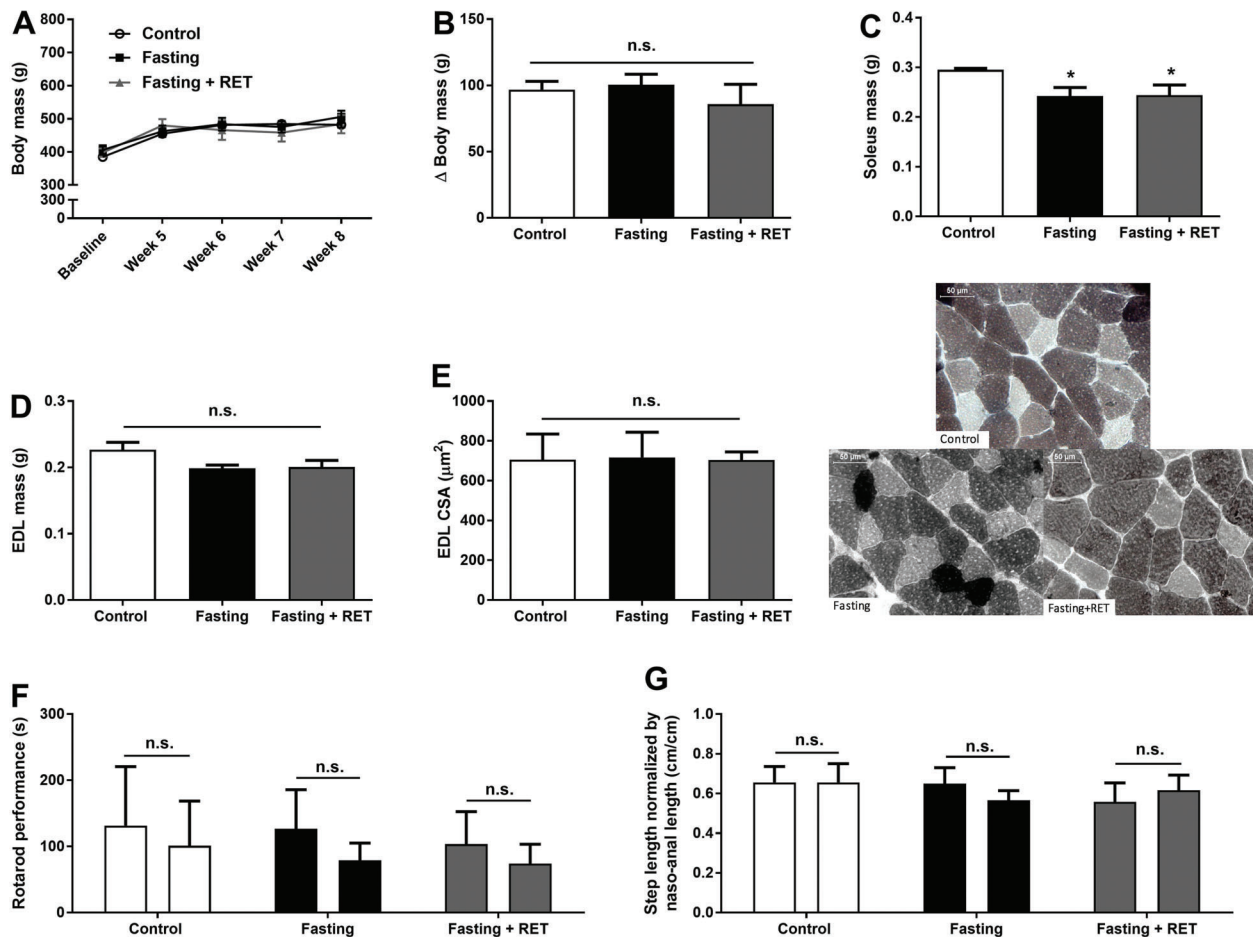 A
Body mass (g)
800
700
600
500
400
300
300
0
Control
Fasting
Fasting + RET
Baseline
Week 5
Week 6
Week 7
Week 8
B
Δ Body mass (g)
150
100
50
0
n.s.
Control
Fasting
Fasting + RET
C
Soleus mass (g)
0.4
0.3
0.2
0.1
0.0
*
*
Control
Fasting
Fasting + RET
D
EDL mass (g)
0.3
0.2
0.1
0.0
n.s.
Control
Fasting
Fasting + RET
E
EDL CSA (μm²)
1000
800
600
400
200
0
n.s.
Control
Fasting
Fasting + RET
50 μm
Control
50 μm
Fasting
50 μm
Fasting+RET
F
Rotarod performance (s)
300
200
100
0
n.s.
n.s.
n.s.
Control
Fasting
Fasting + RET
G
Step length normalized by
naso-anal length (cm/cm)
1.0
0.8
0.6
0.4
0.2
0.0
n.s.
n.s.
n.s.
Control
Fasting
Fasting + RET